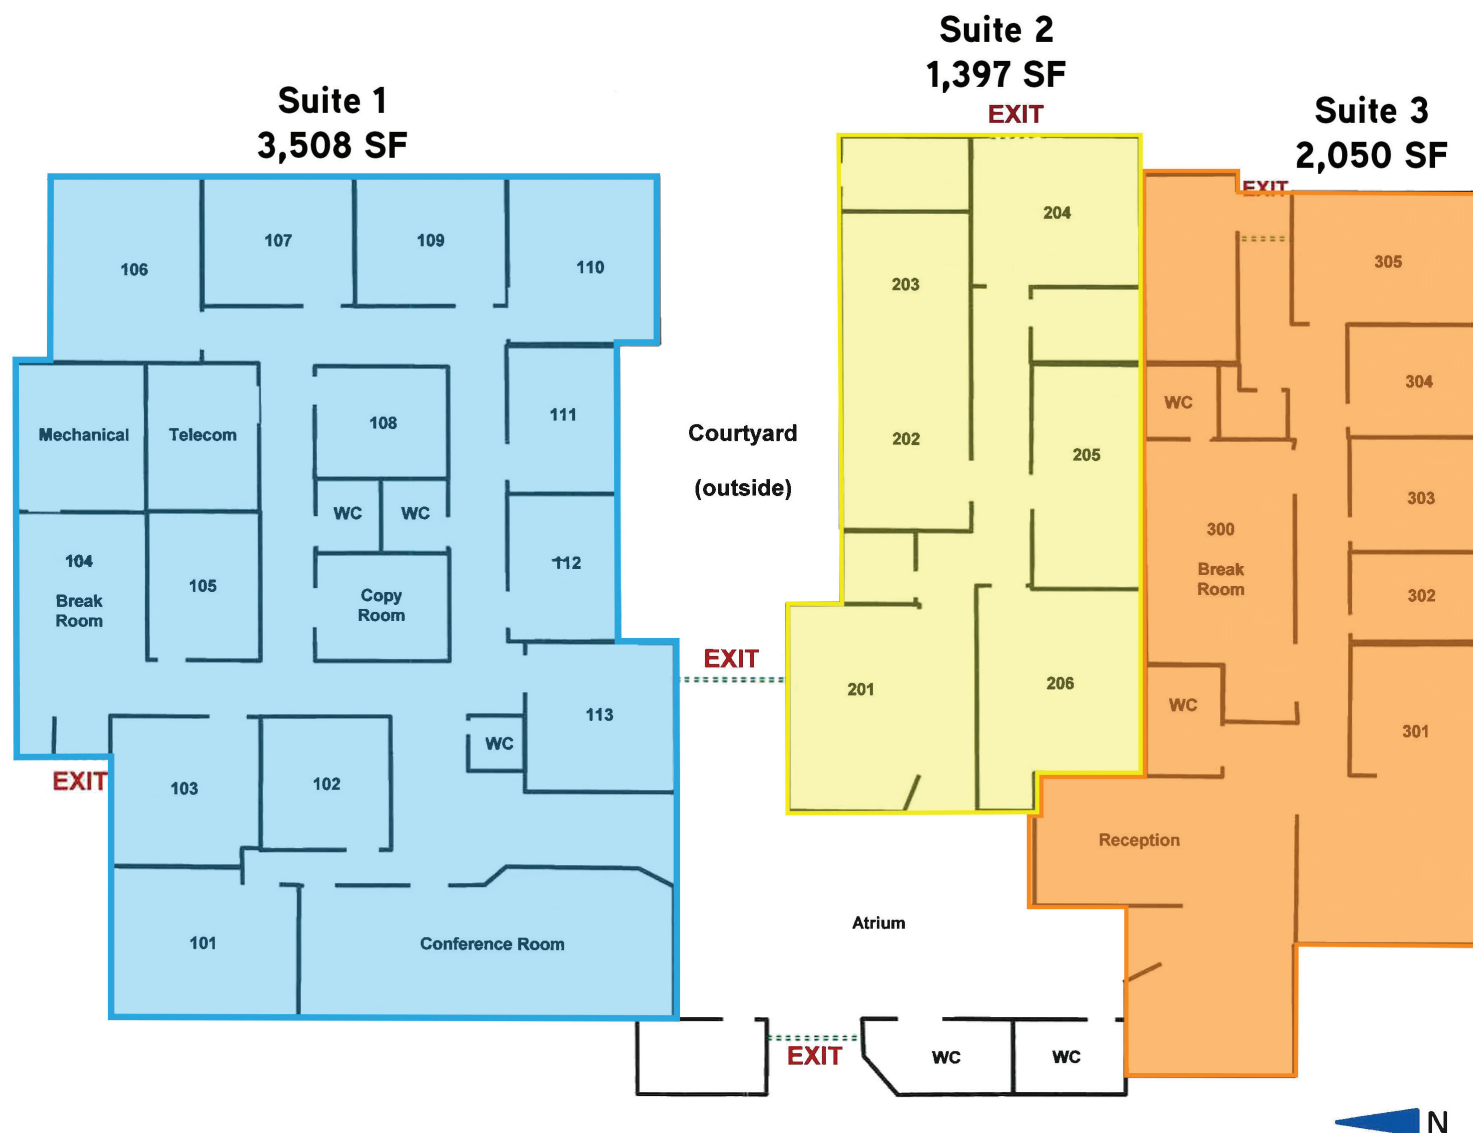 Suite 2
1,397 SF
EXIT
Suite 1
3,508 SF
Suite 3
2,050 SF
EXIT
106
107
109
110
Mechanical
Telecom
108
111
WC
WC
104
Break
Room
105
Copy
Room
112
113
WC
EXIT
103
102
101
Conference Room
Courtyard
(outside)
EXIT
204
203
202
205
201
206
305
304
WC
303
300
Break
Room
302
WC
301
Reception
Atrium
EXIT
WC
WC
N